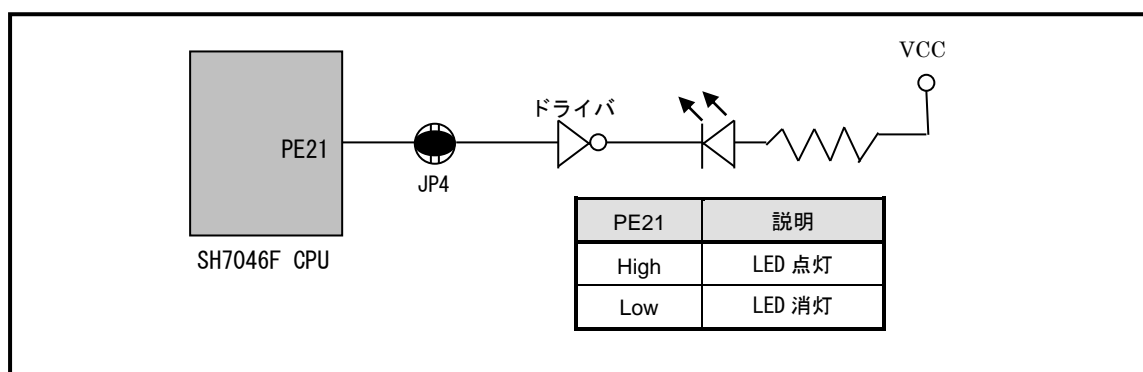 VCC
ドライバ
PE21
JP4
SH7046F CPU
PE21 説明
High LED 点灯
Low LED 消灯